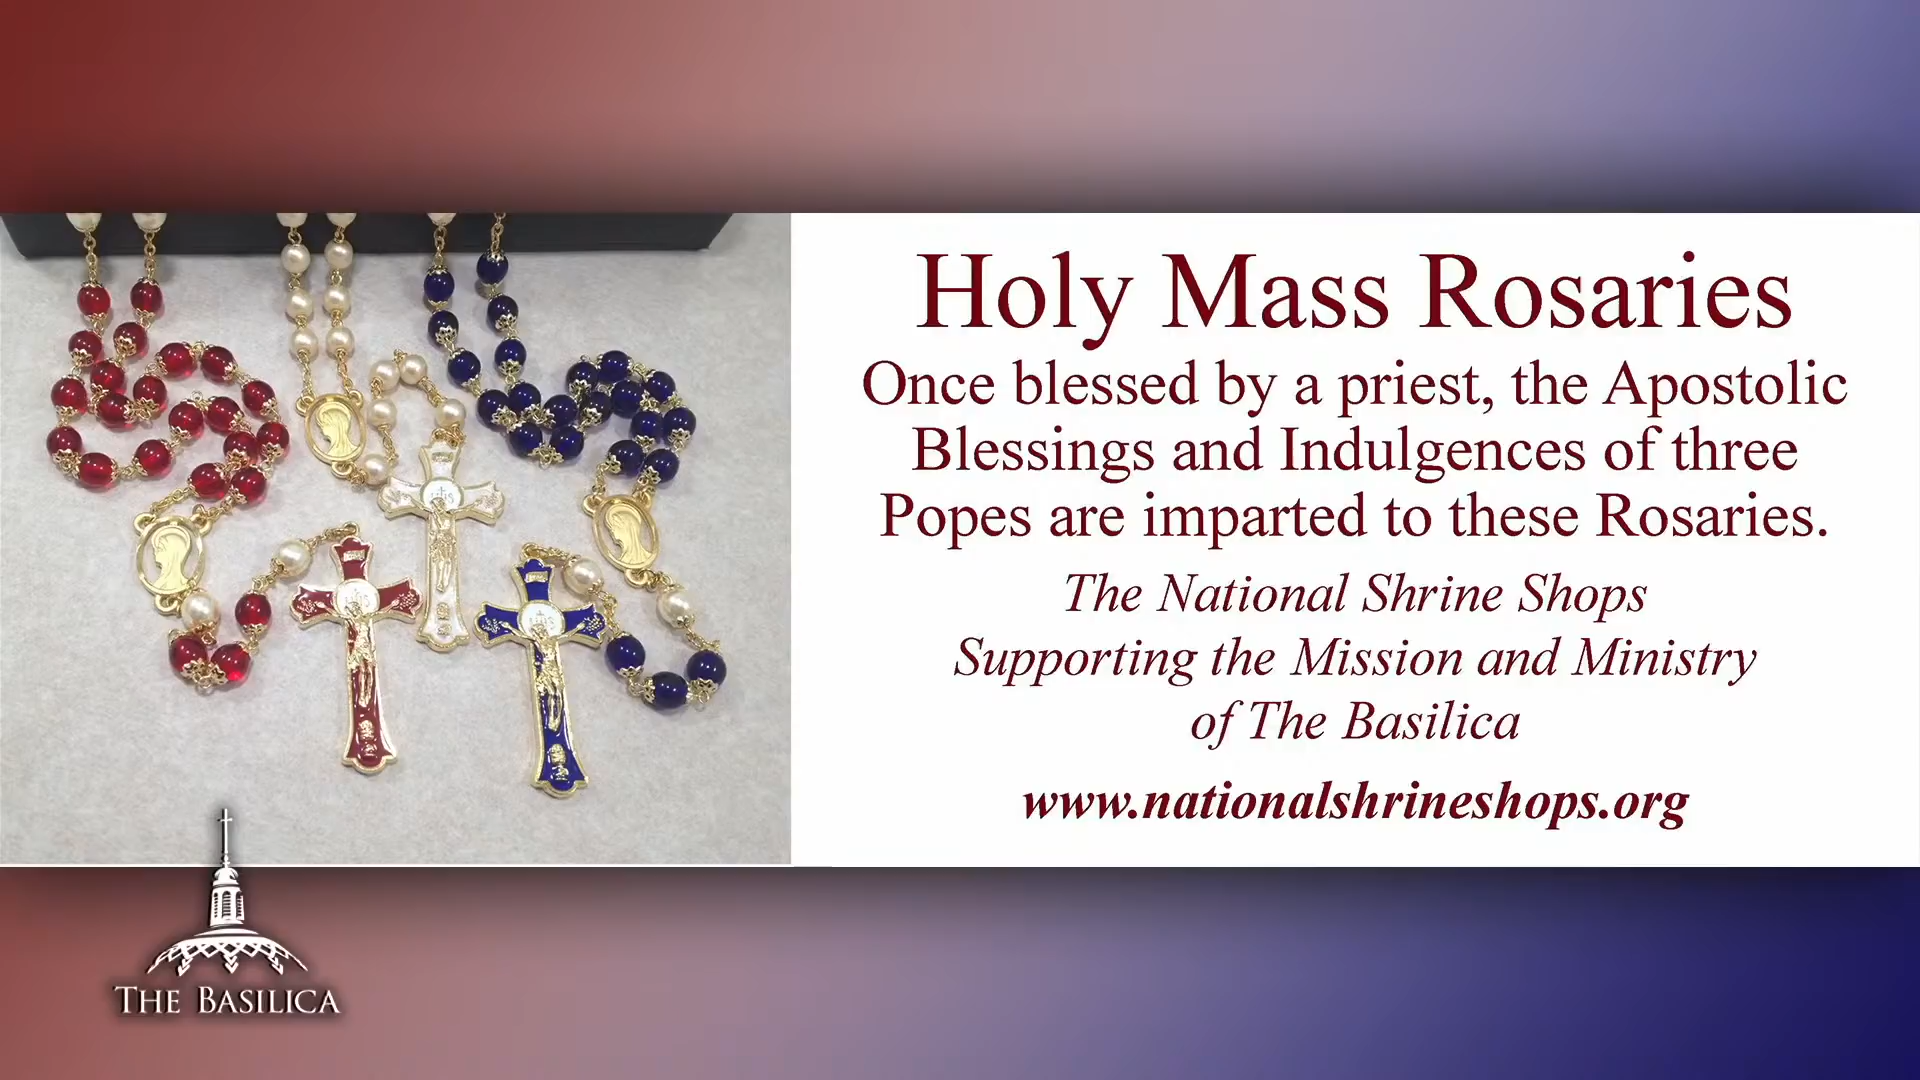 Holy Mass Rosaries
Once blessed by a priest, the Apostolic
Blessings and Indulgences of three
Popes are imparted to these Rosaries.
The National Shrine Shops
Supporting the Mission and Ministry
of The Basilica
www.nationalshrineshops.org
THE BASILICA